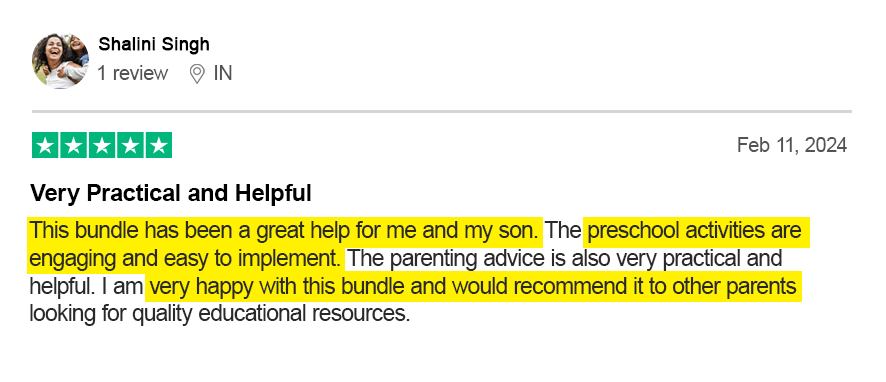 Shalini Singh
1 review IN
Feb 11, 2024
Very Practical and Helpful
This bundle has been a great help for me and my son. The preschool activities are
engaging and easy to implement. The parenting advice is also very practical and
helpful. I am very happy with this bundle and would recommend it to other parents
looking for quality educational resources.